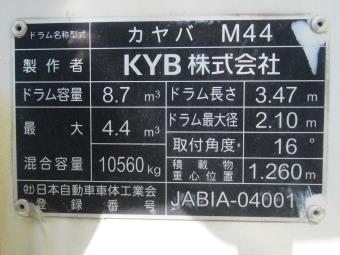 ドラム名称型式 カヤバ M44
製作者 KYB株式会社
ドラム容量 8.7 m³ ドラム長さ 3.47 m
最大 4.4 m³ ドラム最大径 2.10 m
混合容量 10560 kg 取付角度 16 °
積載物重心位置 1.260 m
(社)日本自動車車体工業会
登録番号 JABIA-04001